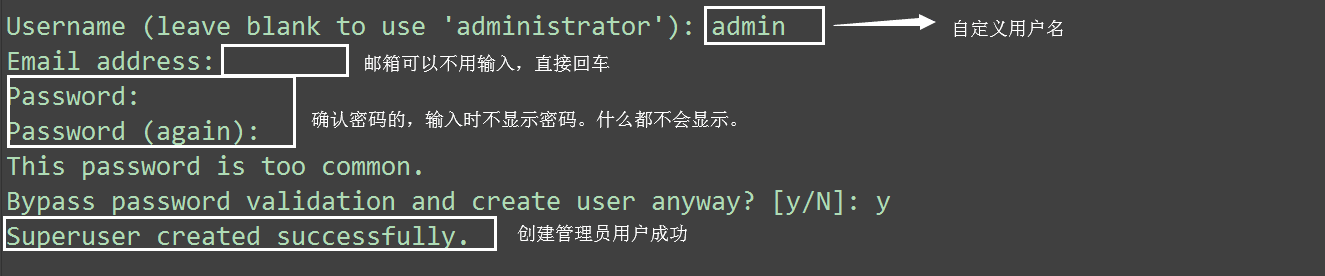 Username (leave blank to use 'administrator'): admin 自定义用户名
Email address: 邮箱可以不用输入，直接回车
Password:
确认密码的，输入时不显示密码。什么都不会显示。
Password (again):
This password is too common.
Bypass password validation and create user anyway? [y/N]: y
Superuser created successfully. 创建管理员用户成功